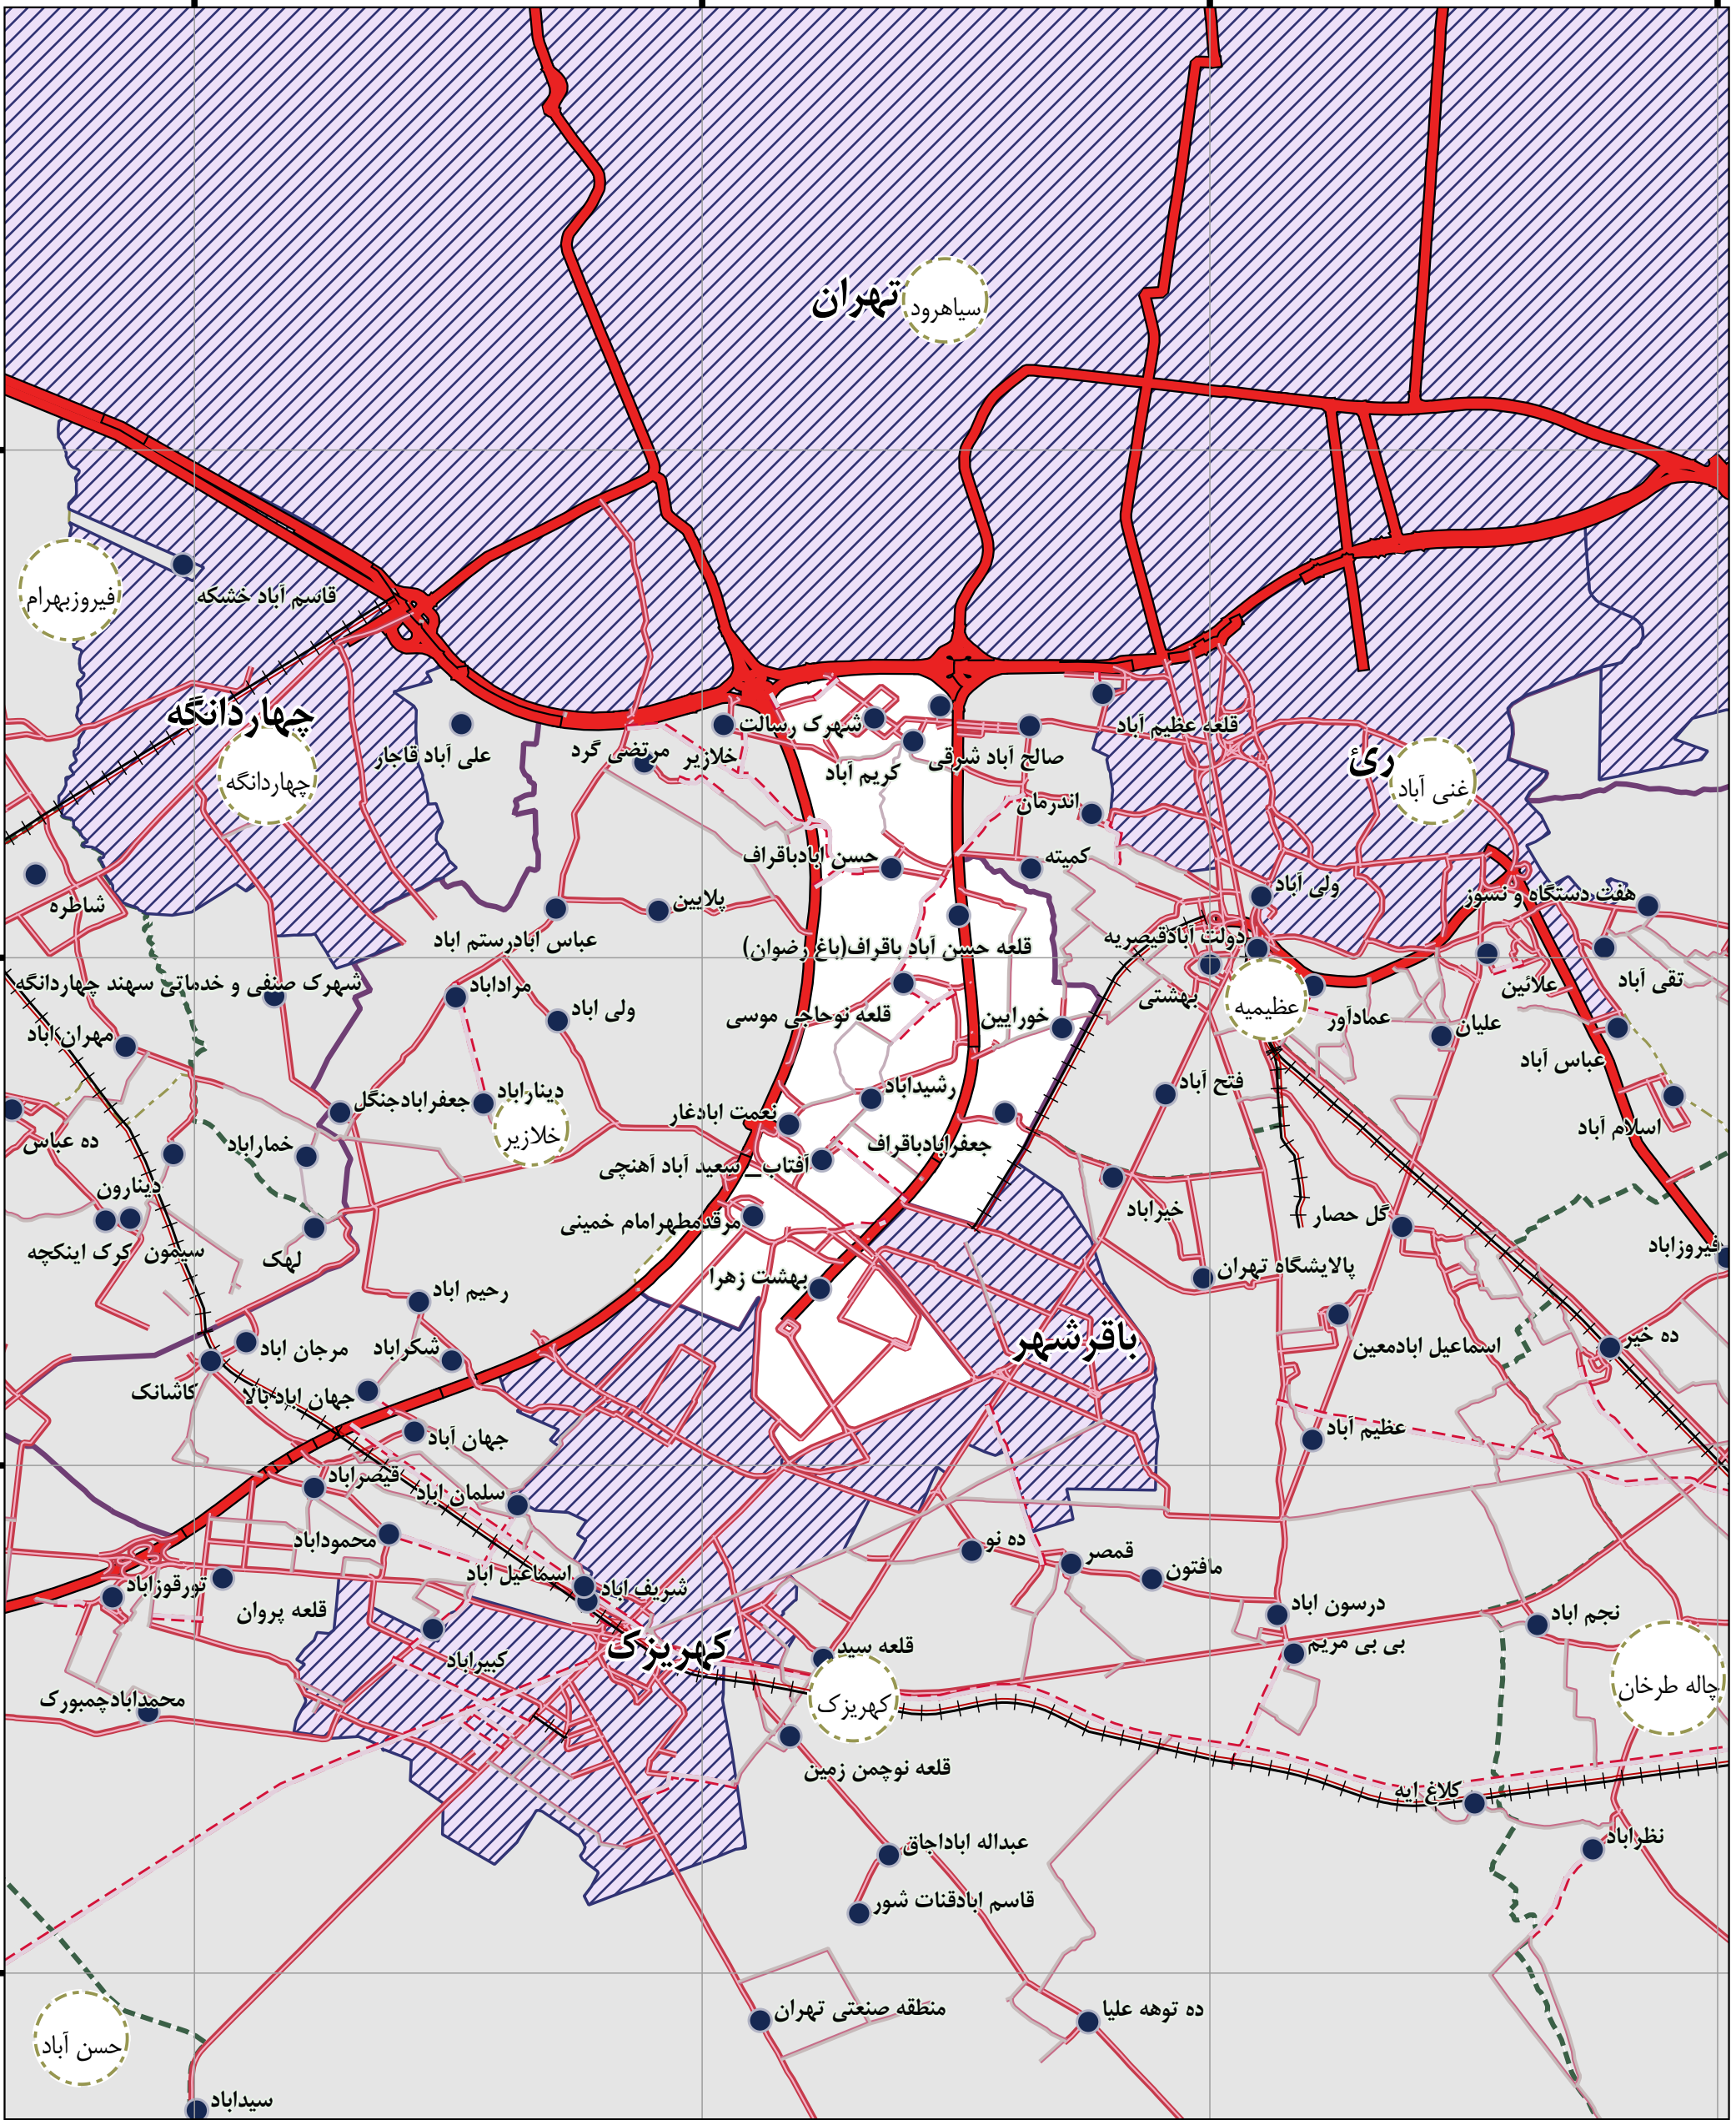 سیاهرود
تهران
فیروزبهرام
قاسم آباد خشکه
چهاردانگه
چهاردانگه
علی آباد قاجار
مرتضی گرد
خلازیر
شهرک رسالت
کریم آباد
صالح آباد شرقی
قلعه عظیم آباد
ری
غنی آباد
اندرمان
کمیته
حسن ابادباقراف
ولی آباد
هفت دستگاه و نسوز
شاطره
پلایین
عباس ابادرستم اباد
قلعه حسن آباد باقراف(باغ رضوان)
دولت آبادقیصریه
شهرک صنفی و خدماتی سهند چهاردانگه
مراداباد
ولی اباد
قلعه نوحاجی موسی
خورایین
بهشتی
عظیمیه
عمادآور
علیان
علائین
تقی آباد
مهران اباد
عباس آباد
دیناراباد
جعفرابادجنگل
خلازیر
رشیداباد
نعمت ابادغار
فتح آباد
اسلام آباد
ده عباس
خماراباد
جعفرابادباقراف
آفتاب_سعید آباد آهنچی
دینارون
مرقدمطهرامام خمینی
خیراباد
گل حصار
فیروزاباد
کرک اینکچه
سیمون
لهک
بهشت زهرا
پالایشگاه تهران
رحیم اباد
باقرشهر
اسماعیل ابادمعین
ده خیر
مرجان اباد
شکراباد
کاشانک
جهان اباد بالا
جهان آباد
عظیم آباد
قیصراباد
سلمان اباد
محموداباد
ده نو
قمصر
مافتون
اسماعیل اباد
شریف اباد
تورقوزاباد
قلعه پروان
درسون اباد
نجم اباد
کهریزک
قلعه سید
بی بی مریم
کبیراباد
کهریزک
چاله طرخان
محمدابادچمبورک
قلعه نوچمن زمین
کلاغ ایه
نظراباد
عبداله اباداجاق
قاسم ابادقنات شور
منطقه صنعتی تهران
ده توهه علیا
حسن آباد
سیداباد